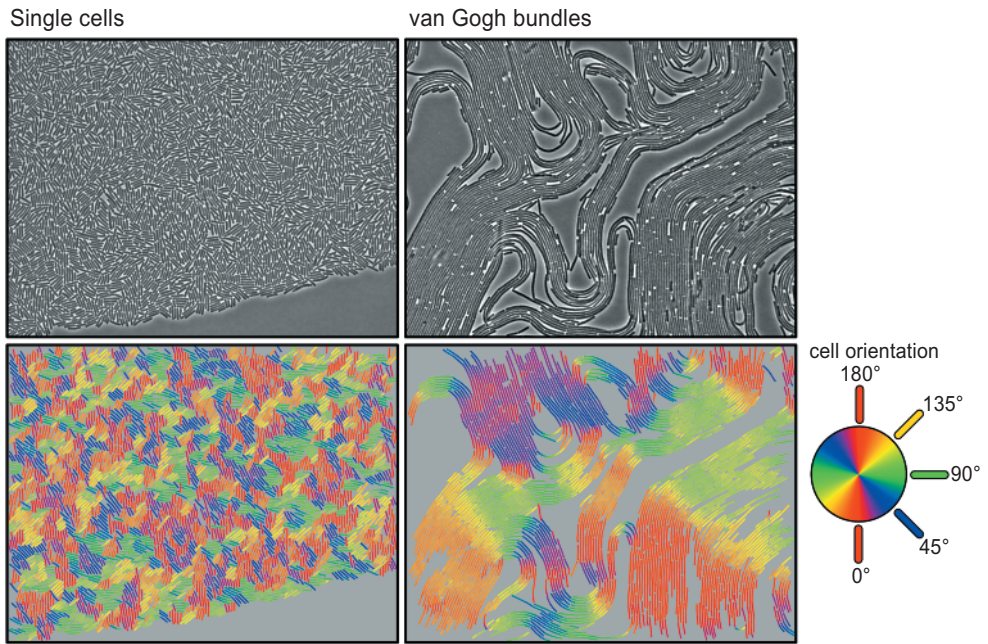 Single cells
van Gogh bundles
cell orientation
180°
135°
90°
45°
0°